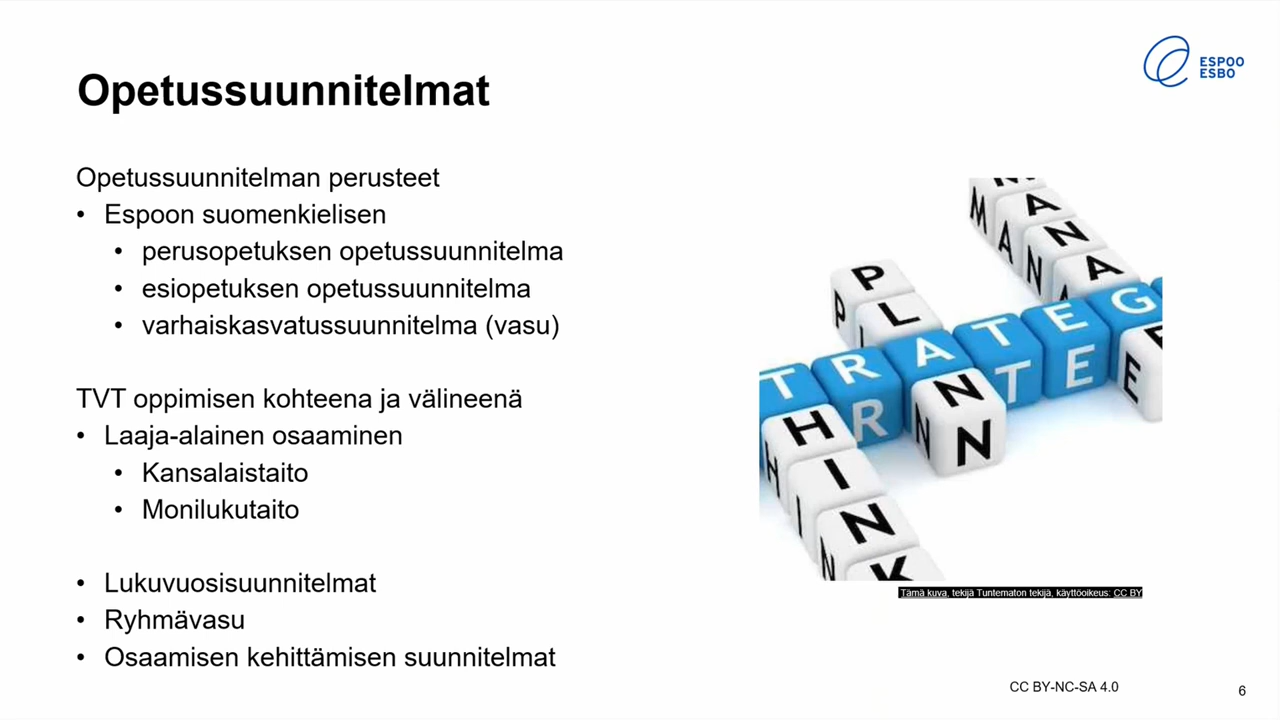 Opetussuunnitelmat
ESPOO
ESBO
Opetussuunnitelman perusteet
• Espoon suomenkielisen
• perusopetuksen opetussuunnitelma
• esiopetuksen opetussuunnitelma
• varhaiskasvatussuunnitelma (vasu)
TVT oppimisen kohteena ja välineenä
• Laaja-alainen osaaminen
• Kansalaistaito
• Monilukutaito
• Lukuvuosisuunnitelmat
• Ryhmävasu
• Osaamisen kehittämisen suunnitelmat
MANA
PLAN
TRATEG
THINK
Tämä kuva, tekijä Tuntematon tekijä, käyttöoikeus: CC BY
CC BY-NC-SA 4.0
6